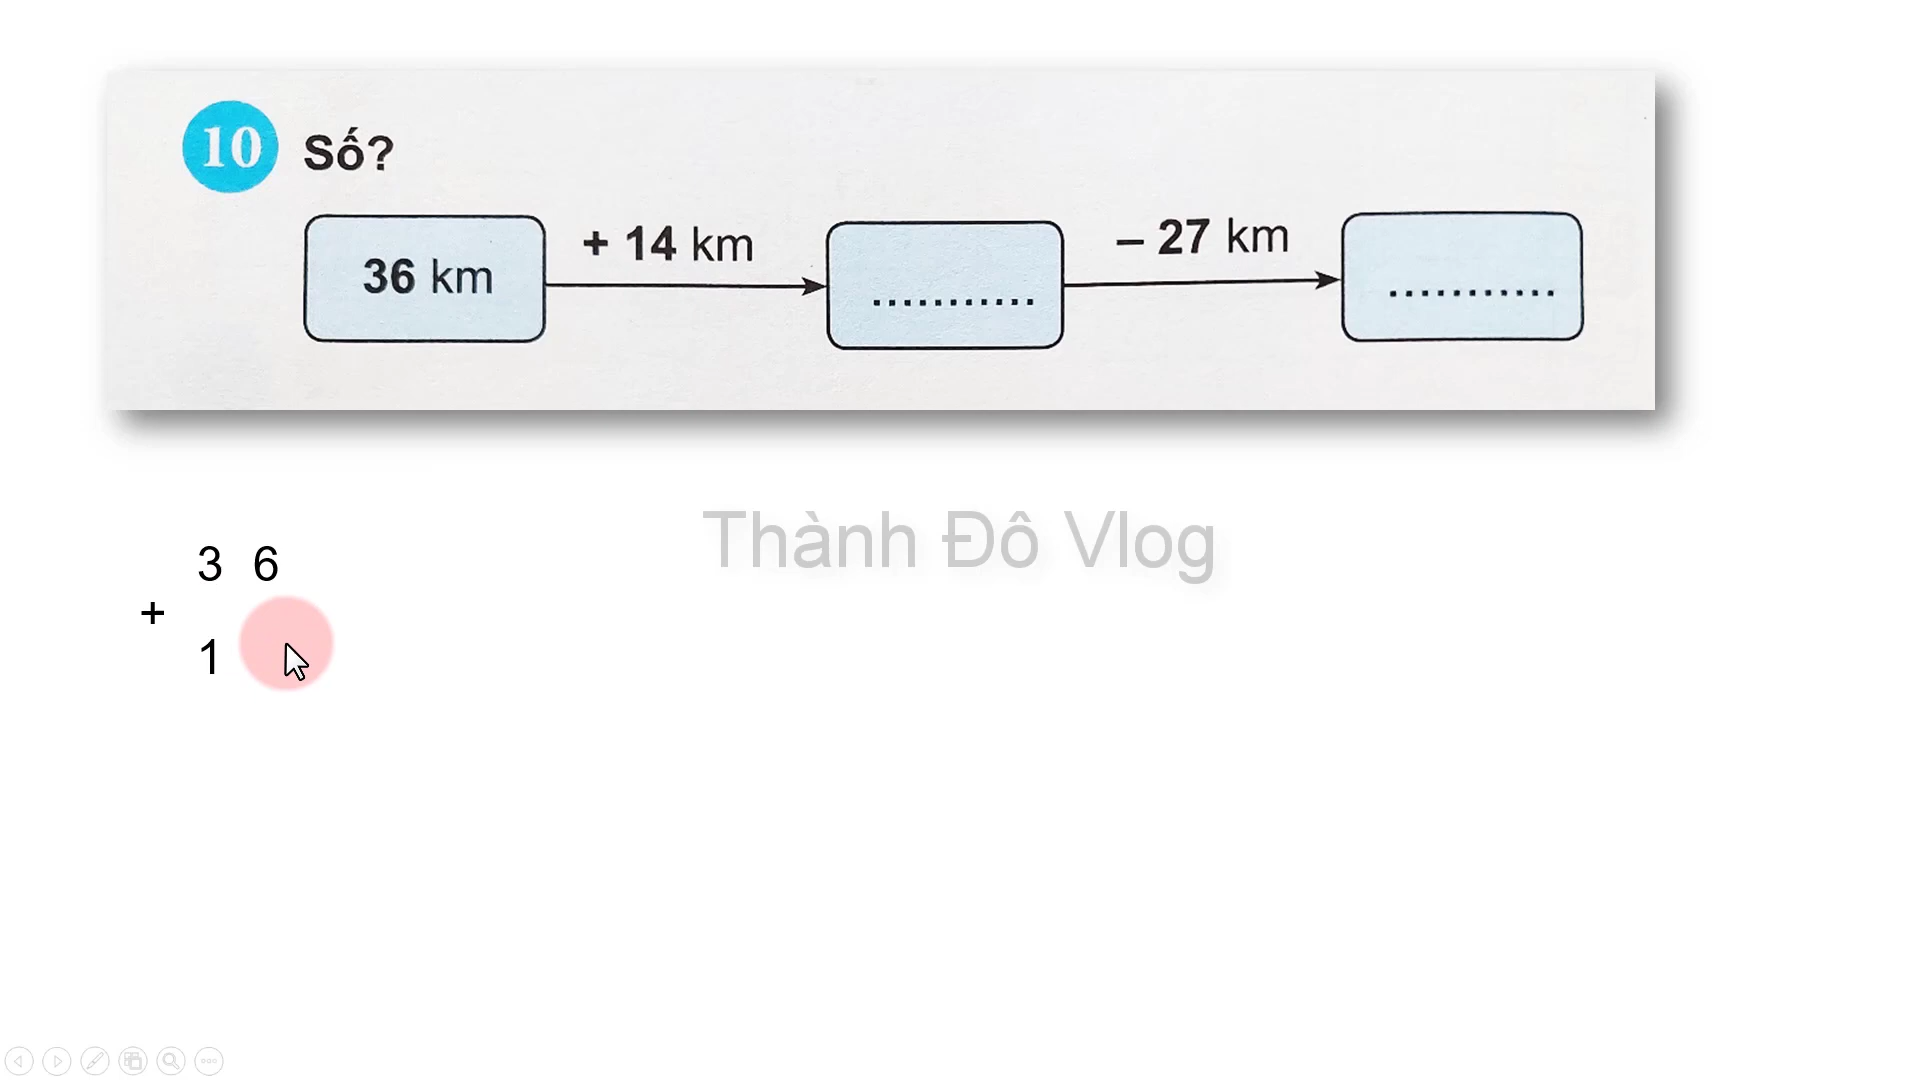 10 Số?
36 km + 14 km ........... – 27 km ...........
Thành Đô Vlog
3 6
+
1